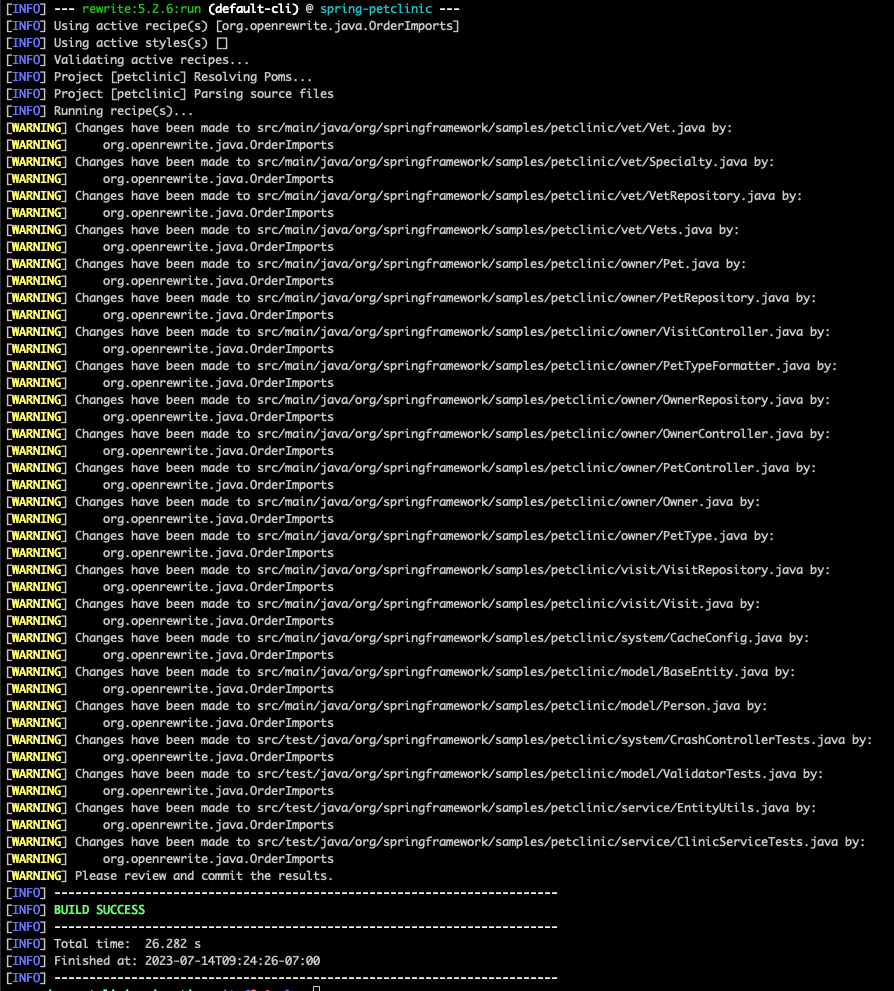 [INFO] --- rewrite:5.2.6:run (default-cli) @ spring-petclinic ---
[INFO] Using active recipe(s) [org.openrewrite.java.OrderImports]
[INFO] Using active styles(s) []
[INFO] Validating active recipes...
[INFO] Project [petclinic] Resolving Poms...
[INFO] Project [petclinic] Parsing source files
[INFO] Running recipe(s)...
[WARNING] Changes have been made to src/main/java/org/springframework/samples/petclinic/vet/Vet.java by:
[WARNING]     org.openrewrite.java.OrderImports
[WARNING] Changes have been made to src/main/java/org/springframework/samples/petclinic/vet/Specialty.java by:
[WARNING]     org.openrewrite.java.OrderImports
[WARNING] Changes have been made to src/main/java/org/springframework/samples/petclinic/vet/VetRepository.java by:
[WARNING]     org.openrewrite.java.OrderImports
[WARNING] Changes have been made to src/main/java/org/springframework/samples/petclinic/vet/Vets.java by:
[WARNING]     org.openrewrite.java.OrderImports
[WARNING] Changes have been made to src/main/java/org/springframework/samples/petclinic/owner/Pet.java by:
[WARNING]     org.openrewrite.java.OrderImports
[WARNING] Changes have been made to src/main/java/org/springframework/samples/petclinic/owner/PetRepository.java by:
[WARNING]     org.openrewrite.java.OrderImports
[WARNING] Changes have been made to src/main/java/org/springframework/samples/petclinic/owner/VisitController.java by:
[WARNING]     org.openrewrite.java.OrderImports
[WARNING] Changes have been made to src/main/java/org/springframework/samples/petclinic/owner/PetTypeFormatter.java by:
[WARNING]     org.openrewrite.java.OrderImports
[WARNING] Changes have been made to src/main/java/org/springframework/samples/petclinic/owner/OwnerRepository.java by:
[WARNING]     org.openrewrite.java.OrderImports
[WARNING] Changes have been made to src/main/java/org/springframework/samples/petclinic/owner/OwnerController.java by:
[WARNING]     org.openrewrite.java.OrderImports
[WARNING] Changes have been made to src/main/java/org/springframework/samples/petclinic/owner/PetController.java by:
[WARNING]     org.openrewrite.java.OrderImports
[WARNING] Changes have been made to src/main/java/org/springframework/samples/petclinic/owner/Owner.java by:
[WARNING]     org.openrewrite.java.OrderImports
[WARNING] Changes have been made to src/main/java/org/springframework/samples/petclinic/owner/PetType.java by:
[WARNING]     org.openrewrite.java.OrderImports
[WARNING] Changes have been made to src/main/java/org/springframework/samples/petclinic/visit/VisitRepository.java by:
[WARNING]     org.openrewrite.java.OrderImports
[WARNING] Changes have been made to src/main/java/org/springframework/samples/petclinic/visit/Visit.java by:
[WARNING]     org.openrewrite.java.OrderImports
[WARNING] Changes have been made to src/main/java/org/springframework/samples/petclinic/system/CacheConfig.java by:
[WARNING]     org.openrewrite.java.OrderImports
[WARNING] Changes have been made to src/main/java/org/springframework/samples/petclinic/model/BaseEntity.java by:
[WARNING]     org.openrewrite.java.OrderImports
[WARNING] Changes have been made to src/main/java/org/springframework/samples/petclinic/model/Person.java by:
[WARNING]     org.openrewrite.java.OrderImports
[WARNING] Changes have been made to src/test/java/org/springframework/samples/petclinic/system/CrashControllerTests.java by:
[WARNING]     org.openrewrite.java.OrderImports
[WARNING] Changes have been made to src/test/java/org/springframework/samples/petclinic/model/ValidatorTests.java by:
[WARNING]     org.openrewrite.java.OrderImports
[WARNING] Changes have been made to src/test/java/org/springframework/samples/petclinic/service/EntityUtils.java by:
[WARNING]     org.openrewrite.java.OrderImports
[WARNING] Changes have been made to src/test/java/org/springframework/samples/petclinic/service/ClinicServiceTests.java by:
[WARNING]     org.openrewrite.java.OrderImports
[WARNING] Please review and commit the results.
[INFO] ------------------------------------------------------------------------
[INFO] BUILD SUCCESS
[INFO] ------------------------------------------------------------------------
[INFO] Total time:  26.282 s
[INFO] Finished at: 2023-07-14T09:24:26-07:00
[INFO] ------------------------------------------------------------------------